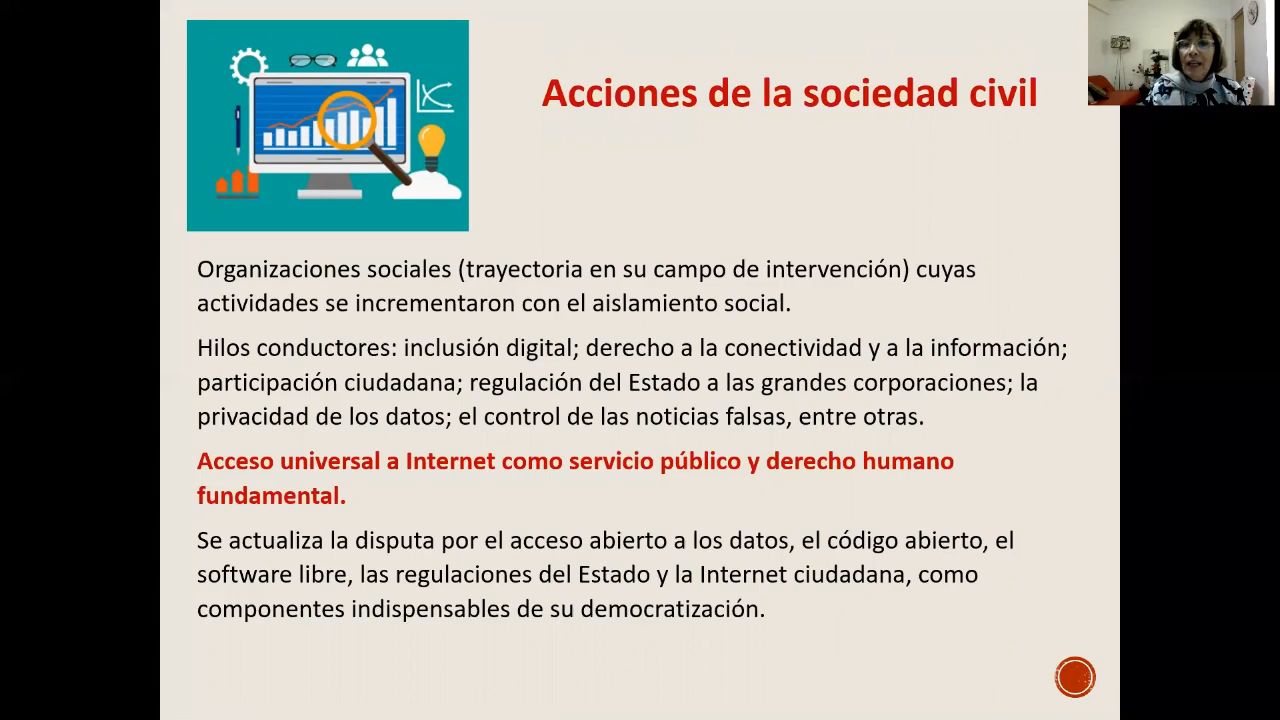 Acciones de la sociedad civil
Organizaciones sociales (trayectoria en su campo de intervención) cuyas
actividades se incrementaron con el aislamiento social.
Hilos conductores: inclusión digital; derecho a la conectividad y a la información;
participación ciudadana; regulación del Estado a las grandes corporaciones; la
privacidad de los datos; el control de las noticias falsas, entre otras.
Acceso universal a Internet como servicio público y derecho humano
fundamental.
Se actualiza la disputa por el acceso abierto a los datos, el código abierto, el
software libre, las regulaciones del Estado y la Internet ciudadana, como
componentes indispensables de su democratización.